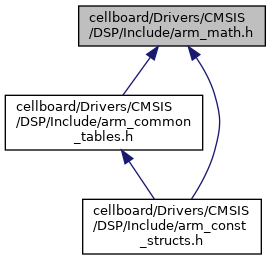 cellboard/Drivers/CMSIS
/DSP/Include/arm_math.h
cellboard/Drivers/CMSIS
/DSP/Include/arm_common
_tables.h
cellboard/Drivers/CMSIS
/DSP/Include/arm_const
_structs.h